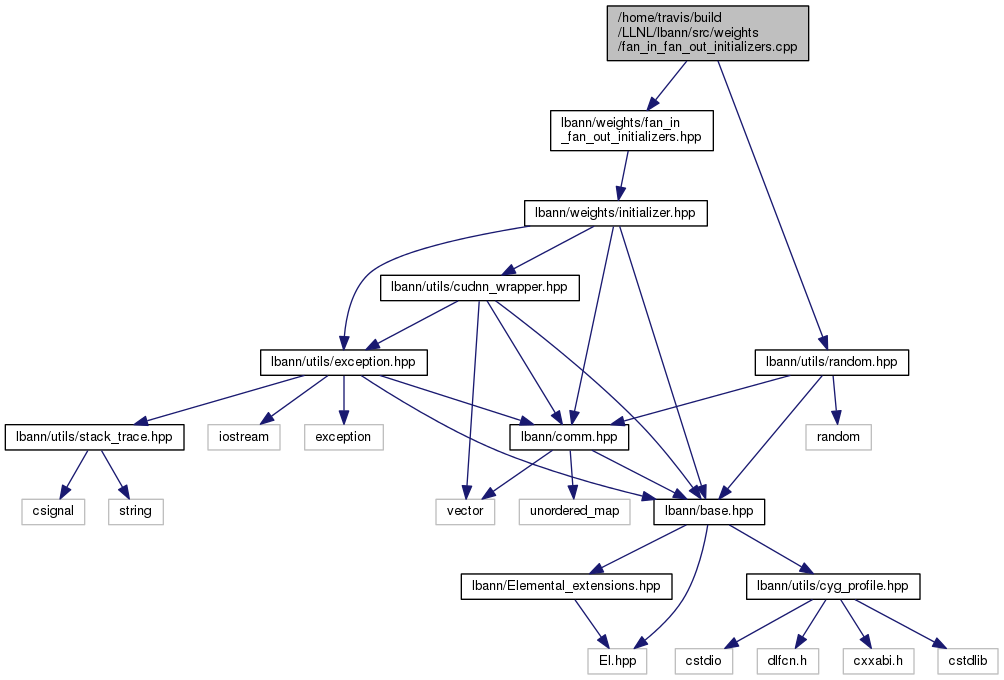 /home/travis/build
/LLNL/lbann/src/weights
/fan_in_fan_out_initializers.cpp
lbann/weights/fan_in
_fan_out_initializers.hpp
lbann/weights/initializer.hpp
lbann/utils/cudnn_wrapper.hpp
lbann/utils/exception.hpp
lbann/utils/random.hpp
lbann/utils/stack_trace.hpp
iostream
exception
lbann/comm.hpp
random
csignal
string
vector
unordered_map
lbann/base.hpp
lbann/Elemental_extensions.hpp
lbann/utils/cyg_profile.hpp
El.hpp
cstdio
dlfcn.h
cxxabi.h
cstdlib